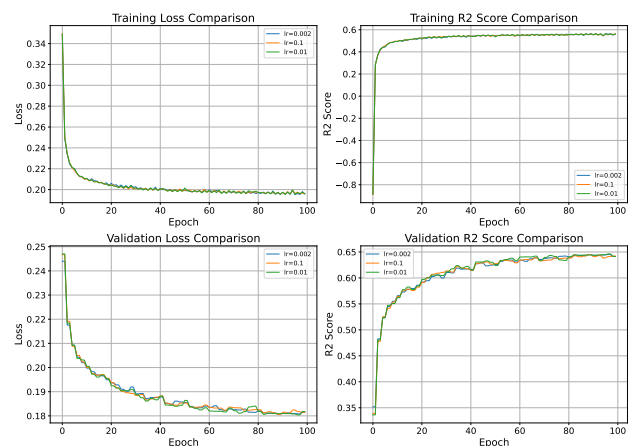 Training Loss Comparison
0.34
0.32
0.30
0.28
0.26
0.24
0.22
0.20
Loss
0 20 40 60 80 100
Epoch
lr=0.002
lr=0.1
lr=0.01
Training R2 Score Comparison
0.6
0.4
0.2
0.0
−0.2
−0.4
−0.6
−0.8
R2 Score
0 20 40 60 80 100
Epoch
lr=0.002
lr=0.1
lr=0.01
Validation Loss Comparison
0.25
0.24
0.23
0.22
0.21
0.20
0.19
0.18
Loss
0 20 40 60 80 100
Epoch
lr=0.002
lr=0.1
lr=0.01
Validation R2 Score Comparison
0.65
0.60
0.55
0.50
0.45
0.40
0.35
R2 Score
0 20 40 60 80 100
Epoch
lr=0.002
lr=0.1
lr=0.01